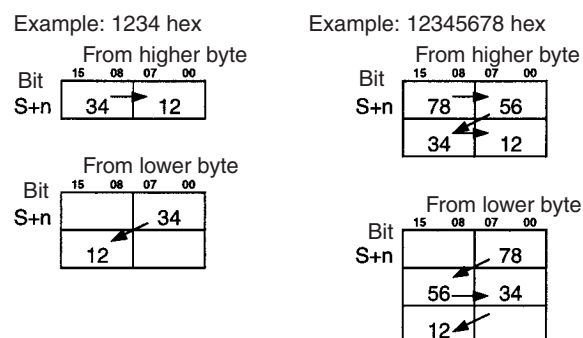 Example: 1234 hex
From higher byte
Bit 15 08 07 00
S+n 34 12
From lower byte
Bit 15 08 07 00
S+n 34
12
Example: 12345678 hex
From higher byte
Bit 15 08 07 00
S+n 78 56
34 12
From lower byte
Bit 15 08 07 00
S+n 78
56 34
12